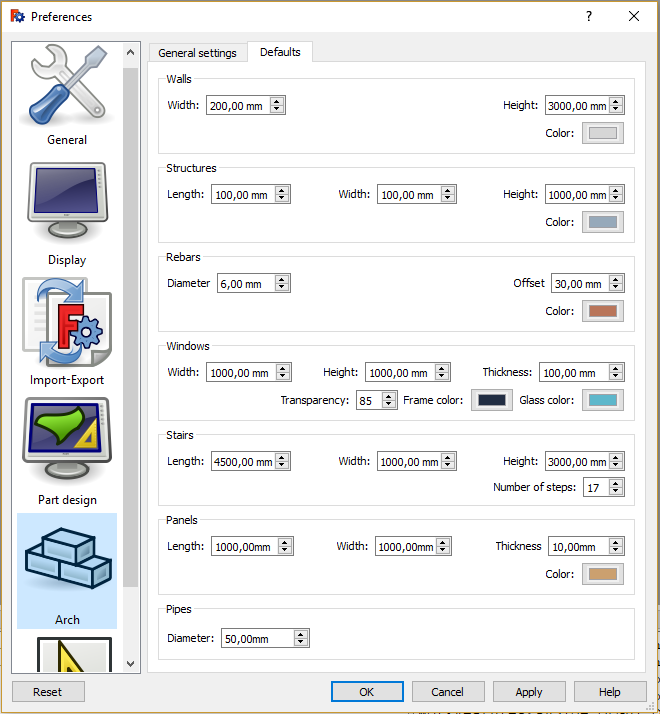 Preferences
General
Display
Import-Export
Part design
Arch
General settings
Defaults
Walls
Width: 200,00 mm Height: 3000,00 mm
Color:
Structures
Length: 100,00 mm Width: 100,00 mm Height: 1000,00 mm
Color:
Rebars
Diameter 6,00 mm Offset 30,00 mm
Color:
Windows
Width: 1000,00 mm Height: 1000,00 mm Thickness: 100,00 mm
Transparency: 85 Frame color: Glass color:
Stairs
Length: 4500,00 mm Width: 1000,00 mm Height: 3000,00 mm
Number of steps: 17
Panels
Length: 1000,00mm Width: 1000,00mm Thickness 10,00mm
Color:
Pipes
Diameter: 50,00mm
Reset OK Cancel Apply Help